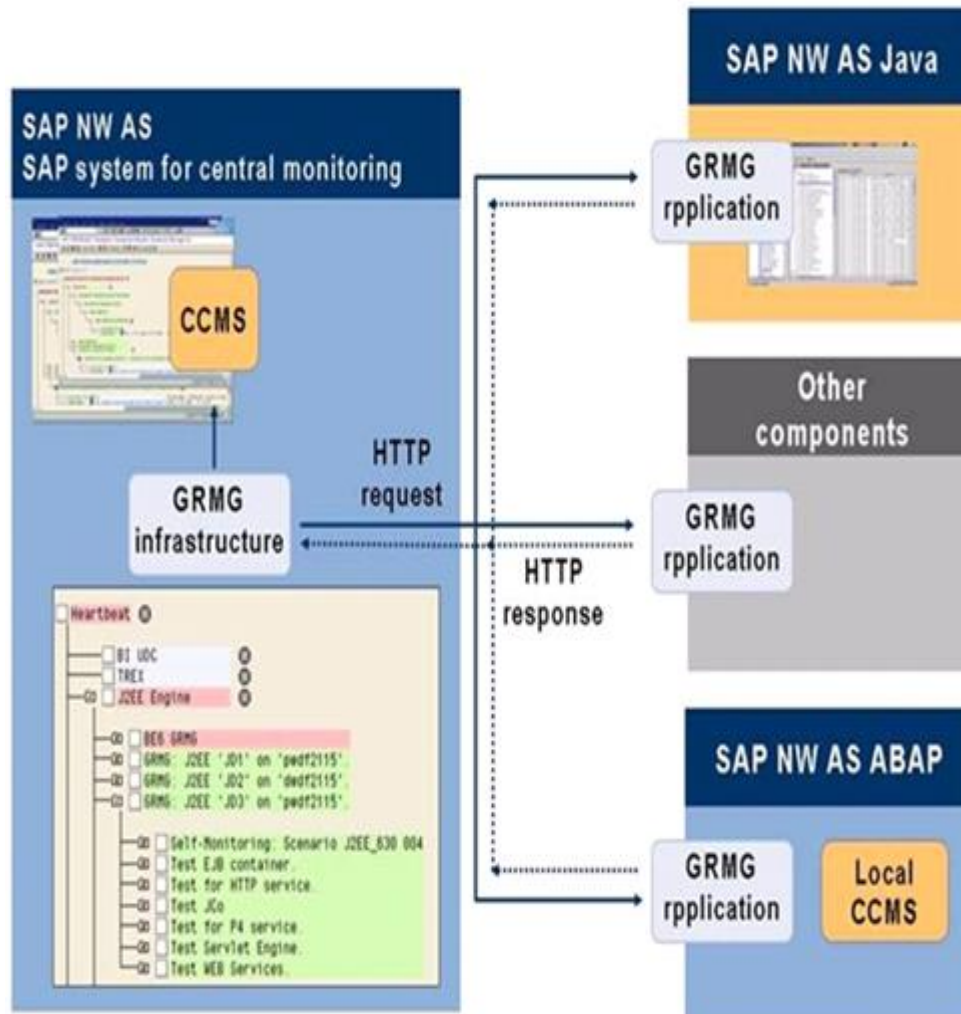 SAP NW AS
SAP system for central monitoring
CCMS
GRMG
infrastructure
HTTP
request
HTTP
response
Heartbeat
BI UDC
TREX
J2EE Engine
BE6 GRMG
GRMG: J2EE 'JD1' on 'pwdf2115'.
GRMG: J2EE 'JD2' on 'dwdf2115'.
GRMG: J2EE 'JD3' on 'pwdf2115'.
Self-Monitoring: Scenario J2EE_630 004
Test EJB container.
Test for HTTP service.
Test JCo
Test for P4 service.
Test Servlet Engine.
Test WEB Services.
SAP NW AS Java
GRMG
rpplication
Other
components
GRMG
rpplication
SAP NW AS ABAP
GRMG
rpplication
Local
CCMS